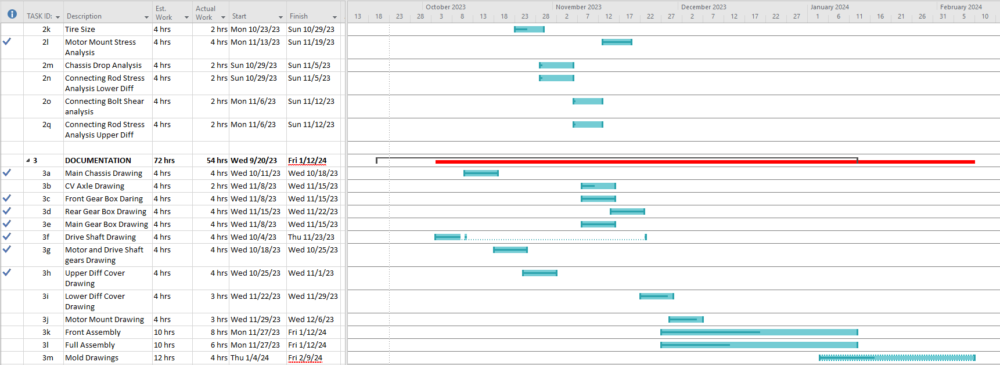 October 2023 November 2023 December 2023 January 2024 February 2024
Est. Actual
TASK ID: Description Work Work Start Finish 13 18 23 28 3 8 13 18 23 28 2 7 12 17 22 27 2 7 12 17 22 27 1 6 11 16 21 26 31 5 10
2k Tire Size 4 hrs 2 hrs Mon 10/23/23 Sun 10/29/23
2l Motor Mount Stress 4 hrs 4 hrs Mon 11/13/23 Sun 11/19/23
Analysis
2m Chassis Drop Analysis 4 hrs 2 hrs Sun 10/29/23 Sun 11/5/23
2n Connecting Rod Stress 4 hrs 2 hrs Sun 10/29/23 Sun 11/5/23
Analysis Lower Diff
2o Connecting Bolt Shear 4 hrs 2 hrs Mon 11/6/23 Sun 11/12/23
analysis
2q Connecting Rod Stress 4 hrs 2 hrs Mon 11/6/23 Sun 11/12/23
Analysis Upper Diff
3 DOCUMENTATION 72 hrs 54 hrs Wed 9/20/23 Fri 1/12/24
3a Main Chassis Drawing 4 hrs 4 hrs Wed 10/11/23 Wed 10/18/23
3b CV Axle Drawing 4 hrs 2 hrs Wed 11/8/23 Wed 11/15/23
3c Front Gear Box Daring 4 hrs 4 hrs Wed 11/8/23 Wed 11/15/23
3d Rear Gear Box Drawing 4 hrs 4 hrs Wed 11/15/23 Wed 11/22/23
3e Main Gear Box Drawing 4 hrs 4 hrs Wed 11/8/23 Wed 11/15/23
3f Drive Shaft Drawing 4 hrs 4 hrs Wed 10/4/23 Thu 11/23/23
3g Motor and Drive Shaft 4 hrs 4 hrs Wed 10/18/23 Wed 10/25/23
gears Drawing
3h Upper Diff Cover 4 hrs 4 hrs Wed 10/25/23 Wed 11/1/23
Drawing
3i Lower Diff Cover 4 hrs 3 hrs Wed 11/22/23 Wed 11/29/23
Drawing
3j Motor Mount Drawing 4 hrs 3 hrs Wed 11/29/23 Wed 12/6/23
3k Front Assembly 10 hrs 8 hrs Mon 11/27/23 Fri 1/12/24
3l Full Assembly 10 hrs 6 hrs Mon 11/27/23 Fri 1/12/24
3m Mold Drawings 12 hrs 4 hrs Thu 1/4/24 Fri 2/9/24